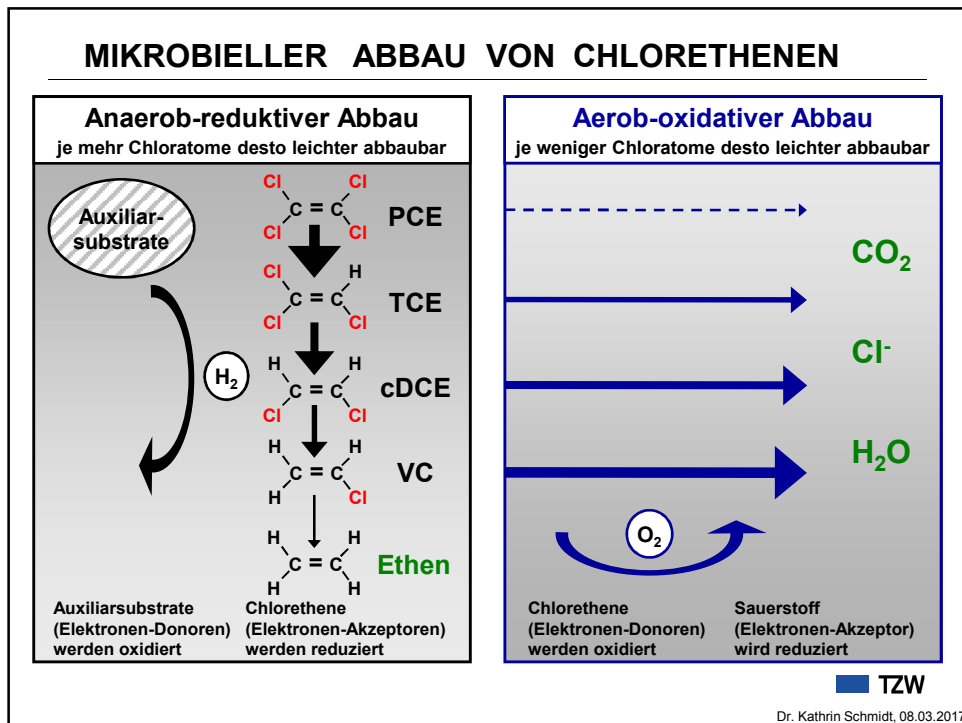 MIKROBIELLER ABBAU VON CHLORETHENEN
Anaerob-reduktiver Abbau
je mehr Chloratome desto leichter abbaubar
Auxiliar-
substrate
H₂
Cl Cl
C = C
Cl Cl
PCE
Cl H
C = C
Cl Cl
TCE
H H
C = C
Cl Cl
cDCE
H H
C = C
H Cl
VC
H H
C = C
H H
Ethen
Auxiliarsubstrate
(Elektronen-Donoren)
werden oxidiert
Chlorethene
(Elektronen-Akzeptoren)
werden reduziert
Aerob-oxidativer Abbau
je weniger Chloratome desto leichter abbaubar
CO₂
Cl⁻
H₂O
O₂
Chlorethene
(Elektronen-Donoren)
werden oxidiert
Sauerstoff
(Elektronen-Akzeptor)
wird reduziert
TZW
Dr. Kathrin Schmidt, 08.03.2017